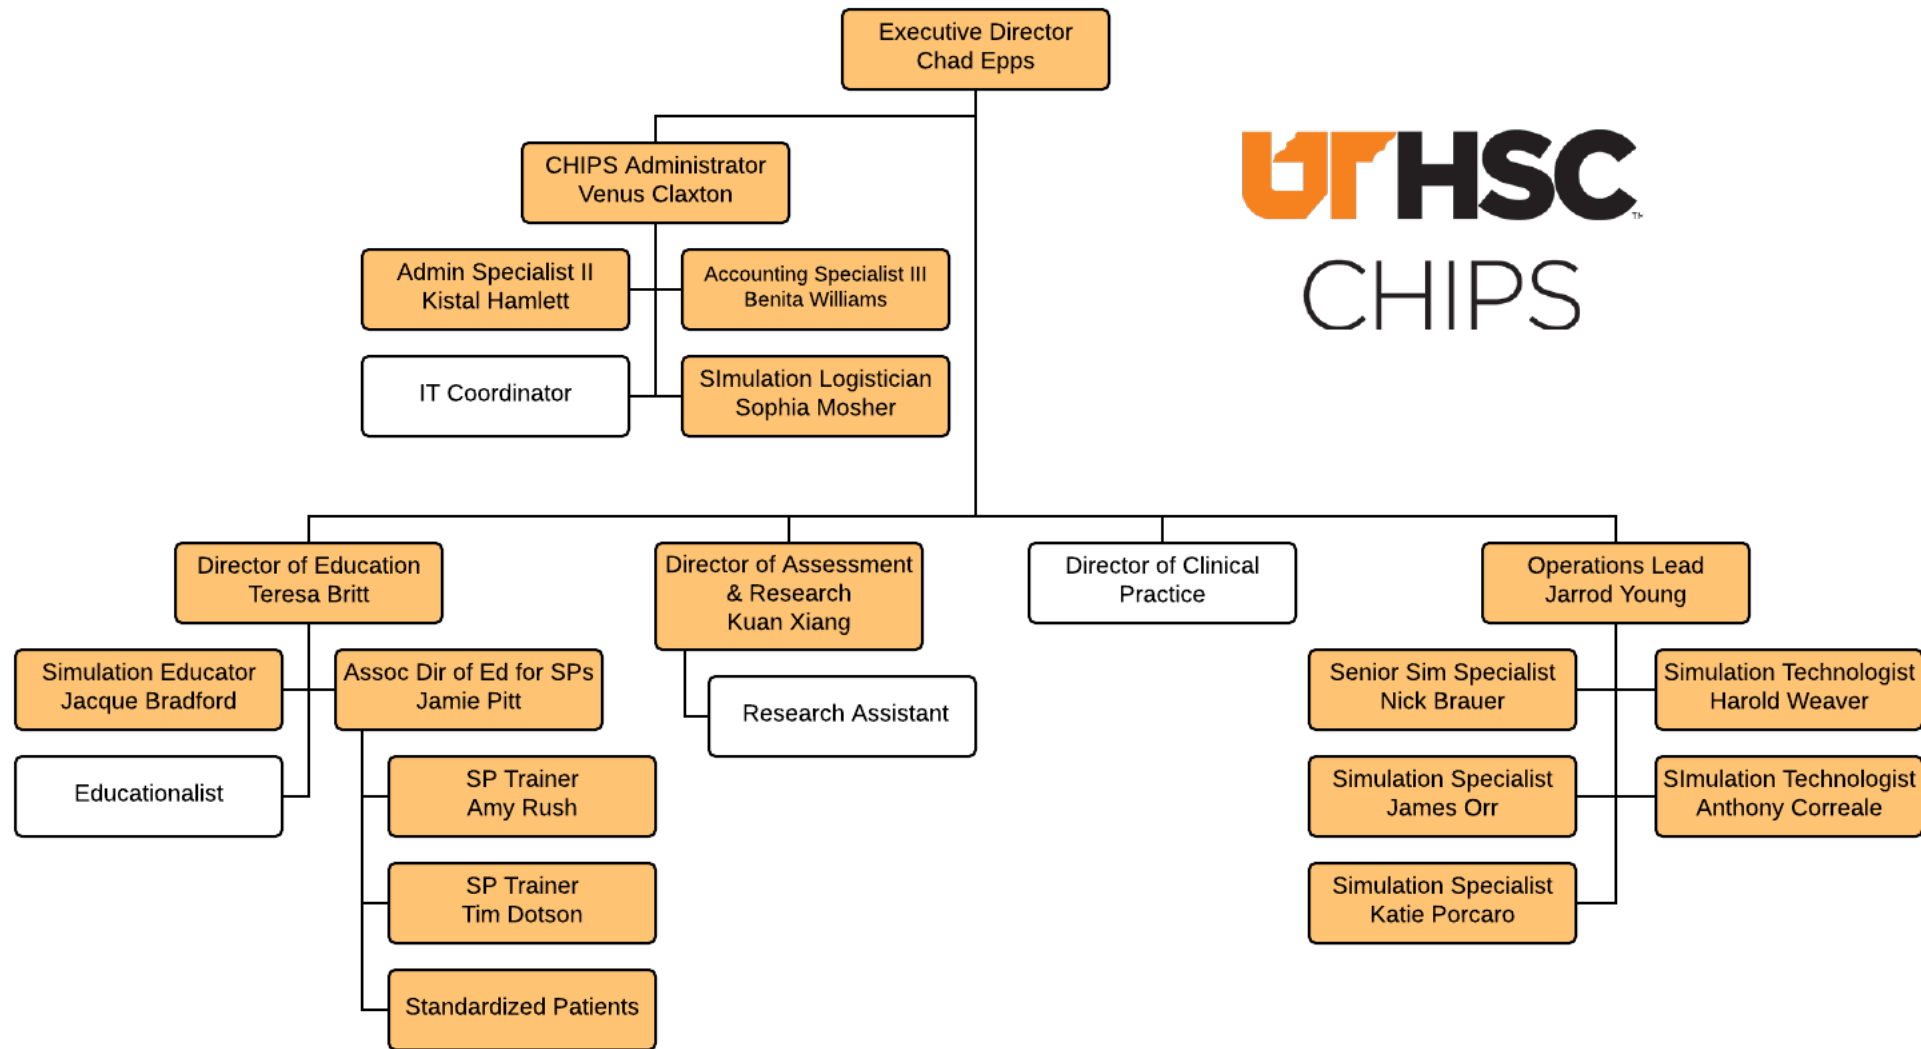 Executive Director
Chad Epps
UTHSC
TM
CHIPS
CHIPS Administrator
Venus Claxton
Admin Specialist II
Kistal Hamlett
Accounting Specialist III
Benita Williams
IT Coordinator
SImulation Logistician
Sophia Mosher
Director of Education
Teresa Britt
Director of Assessment
& Research
Kuan Xiang
Director of Clinical
Practice
Operations Lead
Jarrod Young
Simulation Educator
Jacque Bradford
Assoc Dir of Ed for SPs
Jamie Pitt
Research Assistant
Senior Sim Specialist
Nick Brauer
Simulation Technologist
Harold Weaver
Educationalist
SP Trainer
Amy Rush
Simulation Specialist
James Orr
SImulation Technologist
Anthony Correale
SP Trainer
Tim Dotson
Simulation Specialist
Katie Porcaro
Standardized Patients